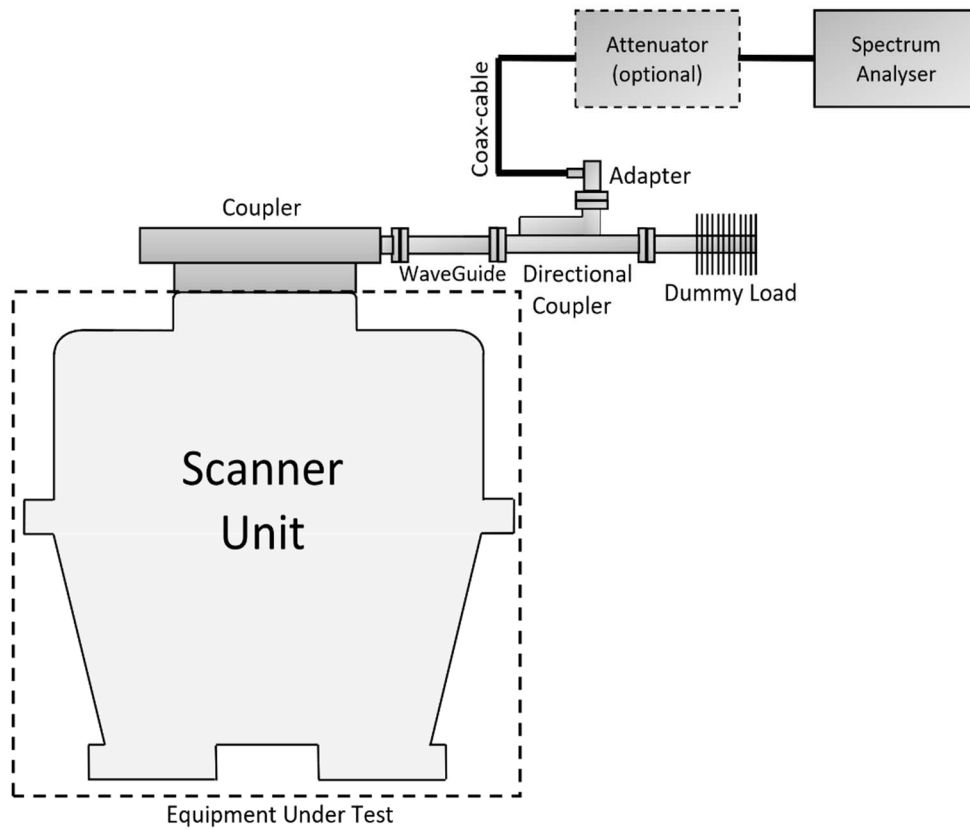 Attenuator
(optional)
Spectrum
Analyser
Coax-cable
Adapter
Coupler
WaveGuide
Directional
Coupler
Dummy Load
Scanner
Unit
Equipment Under Test